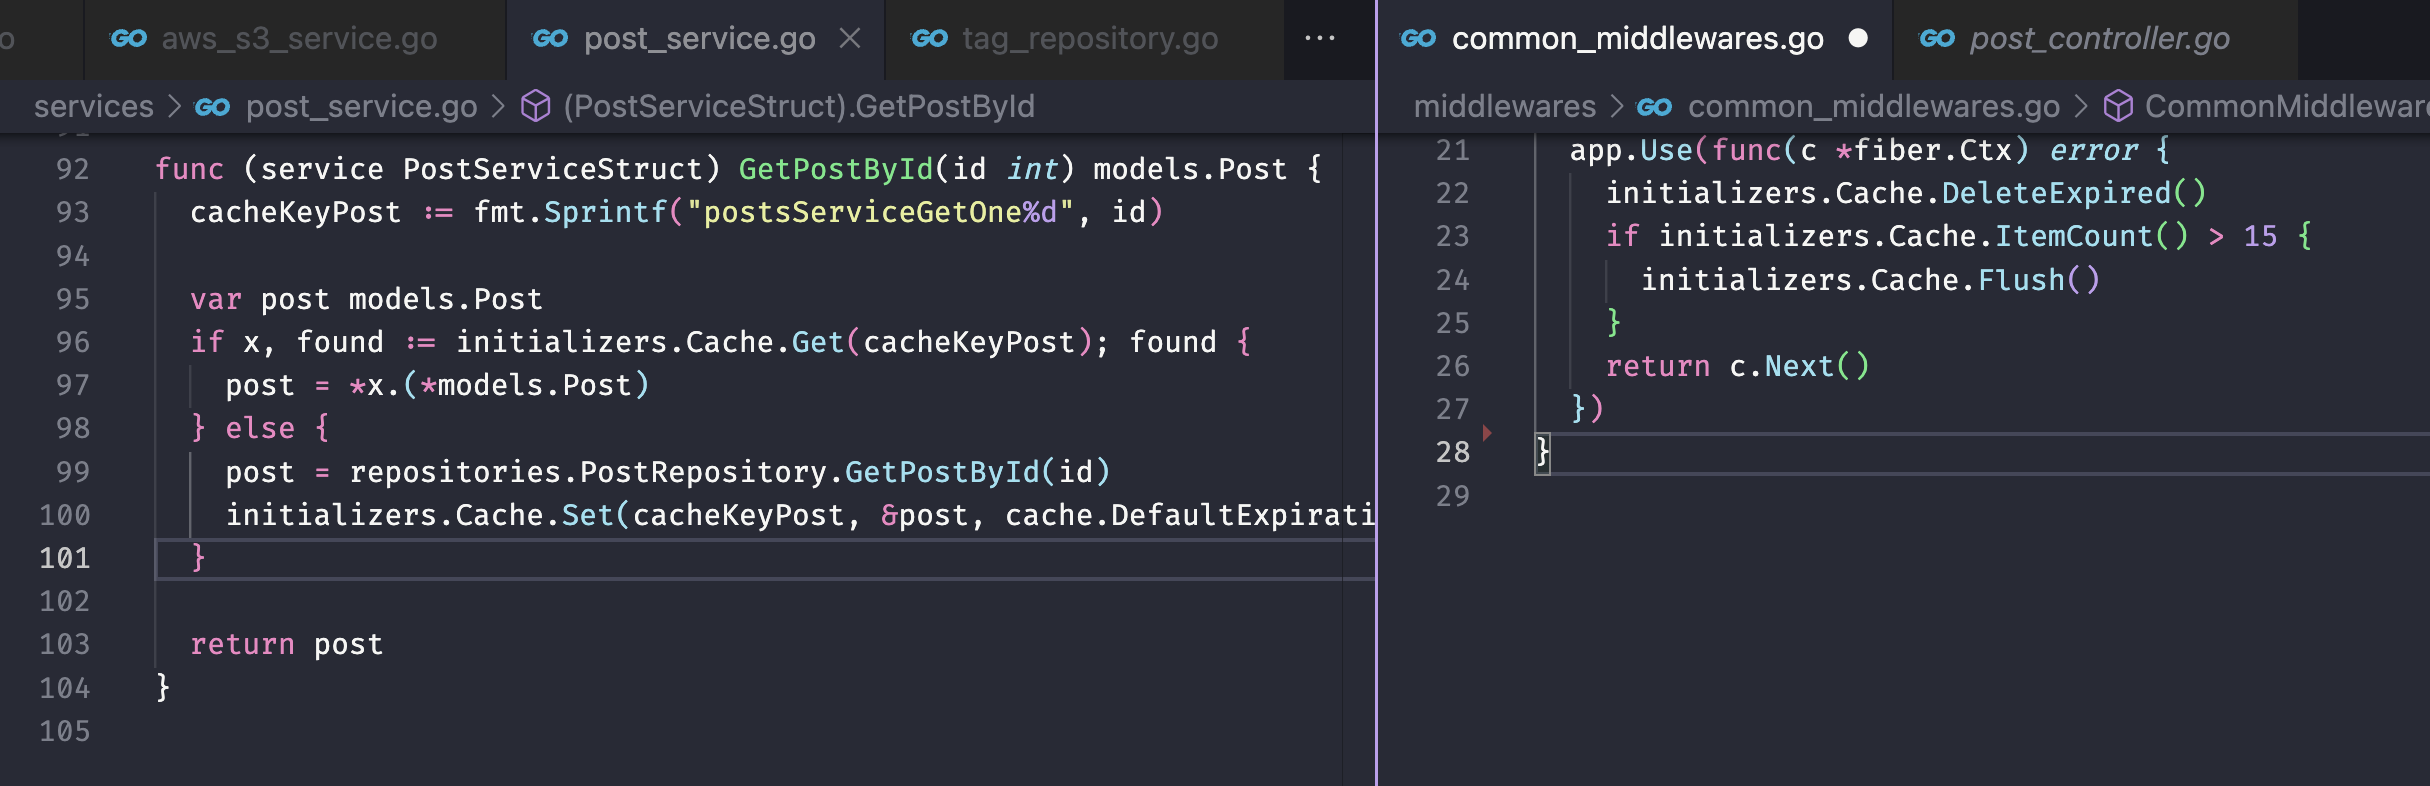 o
GO aws_s3_service.go
GO post_service.go
GO tag_repository.go
...
services > GO post_service.go > (PostServiceStruct).GetPostById
92 func (service PostServiceStruct) GetPostById(id int) models.Post {
93 cacheKeyPost := fmt.Sprintf("postsServiceGetOne%d", id)
94
95 var post models.Post
96 if x, found := initializers.Cache.Get(cacheKeyPost); found {
97 post = *x.(*models.Post)
98 } else {
99 post = repositories.PostRepository.GetPostById(id)
100 initializers.Cache.Set(cacheKeyPost, &post, cache.DefaultExpirati
101 }
102
103 return post
104 }
105
GO common_middlewares.go
GO post_controller.go
middlewares > GO common_middlewares.go > CommonMiddlewar
21 app.Use(func(c *fiber.Ctx) error {
22 initializers.Cache.DeleteExpired()
23 if initializers.Cache.ItemCount() > 15 {
24 initializers.Cache.Flush()
25 }
26 return c.Next()
27 })
28 }
29